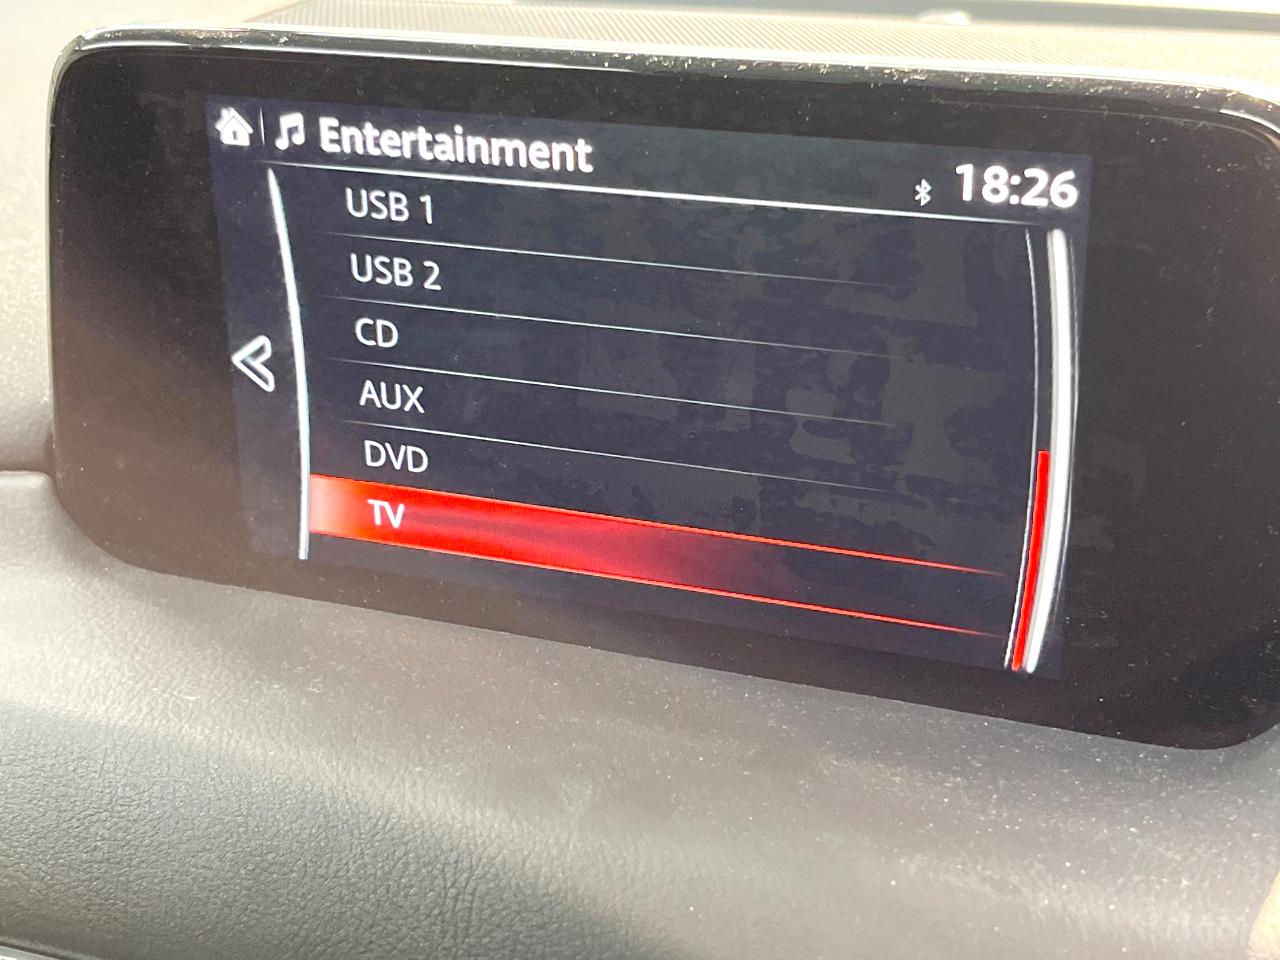 Entertainment
18:26
USB 1
USB 2
CD
AUX
DVD
TV